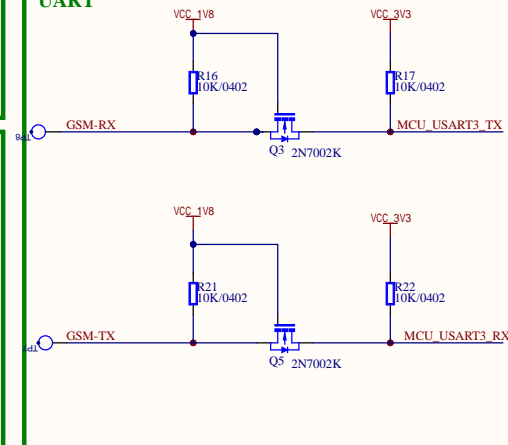 UART
VCC_1V8
VCC_3V3
R16
10K/0402
R17
10K/0402
TP8
GSM-RX
MCU_USART3_TX
Q3
2N7002K
VCC_1V8
VCC_3V3
R21
10K/0402
R22
10K/0402
GSM-TX
MCU_USART3_RX
Q5
2N7002K